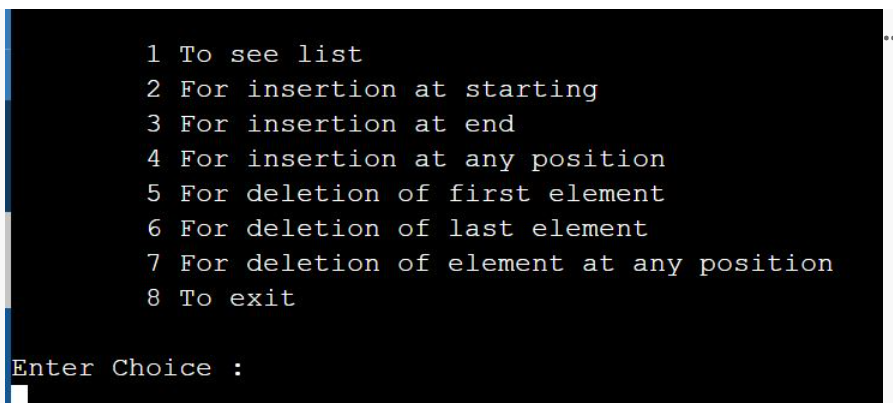 1 To see list
2 For insertion at starting
3 For insertion at end
4 For insertion at any position
5 For deletion of first element
6 For deletion of last element
7 For deletion of element at any position
8 To exit
Enter Choice :